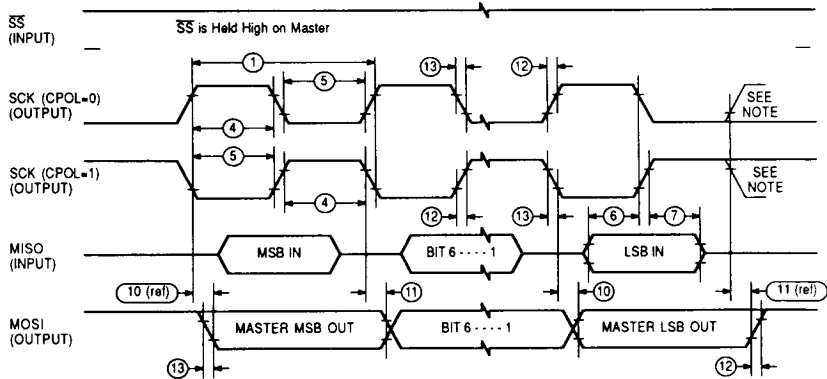 SS
(INPUT)
SS is Held High on Master
1
5
13
12
SCK (CPOL=0)
(OUTPUT)
4
SEE
NOTE
5
SCK (CPOL=1)
(OUTPUT)
4
12
13
SEE
NOTE
6
7
MISO
(INPUT)
MSB IN
BIT 6 - - - - 1
LSB IN
10 (ref)
11
10
11 (ref)
MOSI
(OUTPUT)
MASTER MSB OUT
BIT 6 - - - - 1
MASTER LSB OUT
13
12